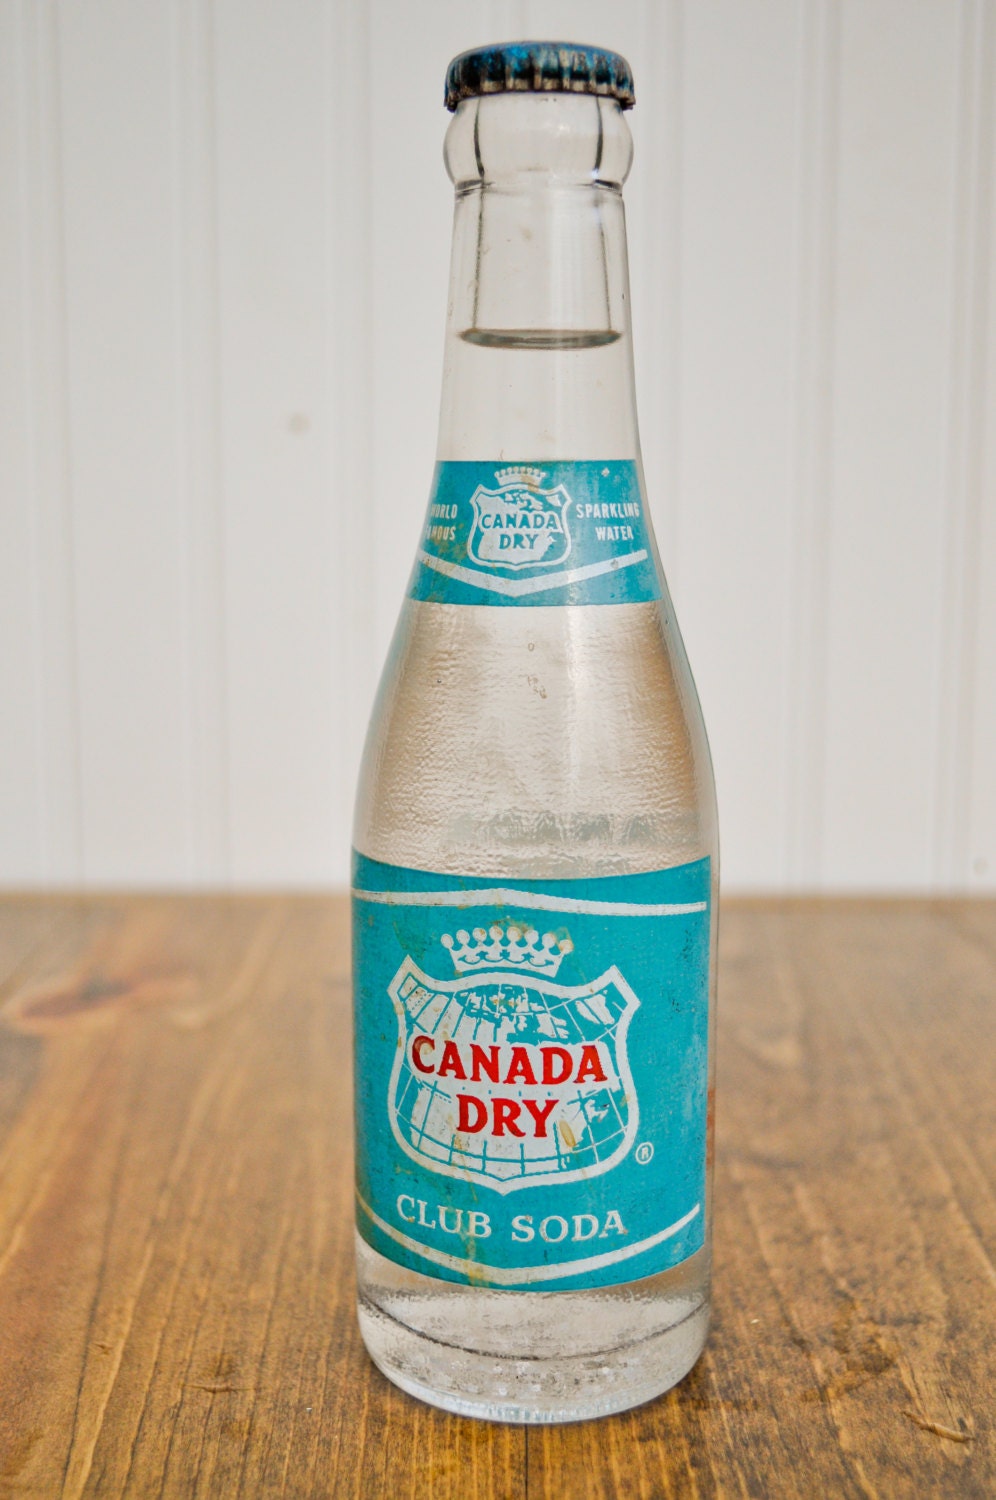 WORLD FAMOUS
CANADA
DRY
SPARKLING
WATER
CANADA
DRY
®
CLUB SODA